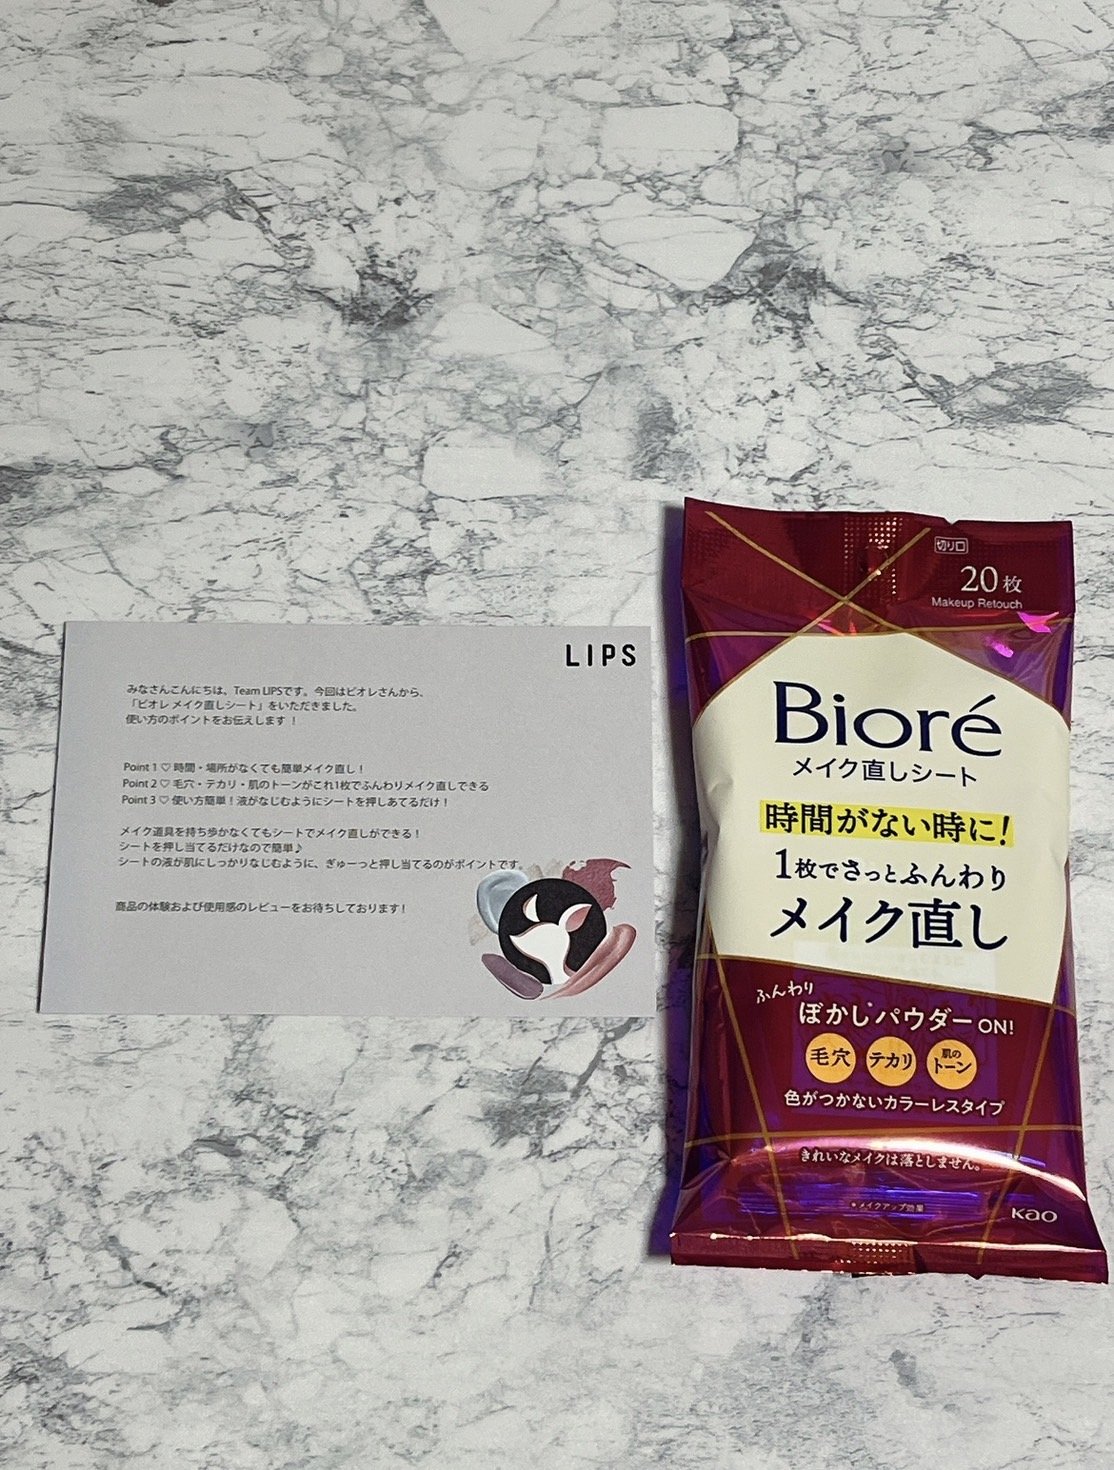 LIPS
みなさんこんにちは、Team LIPSです。今回はビオレさんから、
「ビオレ メイク直しシート」をいただきました。
使い方のポイントをお伝えします！
Point 1 ♡ 時間・場所がなくても簡単メイク直し！
Point 2 ♡ 毛穴・テカリ・肌のトーンがこれ1枚でふんわりメイク直しできる
Point 3 ♡ 使い方簡単！液がなじむようにシートを押しあてるだけ！
メイク道具を持ち歩かなくてもシートでメイク直しができる！
シートを押し当てるだけなので簡単♪
シートの液が肌にしっかりなじむように、ぎゅーっと押し当てるのがポイントです。
商品の体験および使用感のレビューをお待ちしております！
切り口
20枚
Makeup Retouch
Bioré
メイク直しシート
時間がない時に！
1枚でさっとふんわり
メイク直し
ふんわり
ぼかし*パウダー ON!
毛穴 テカリ 肌のトーン
色がつかないカラーレスタイプ
きれいなメイクは落としません。
*メイクアップ効果
Kao